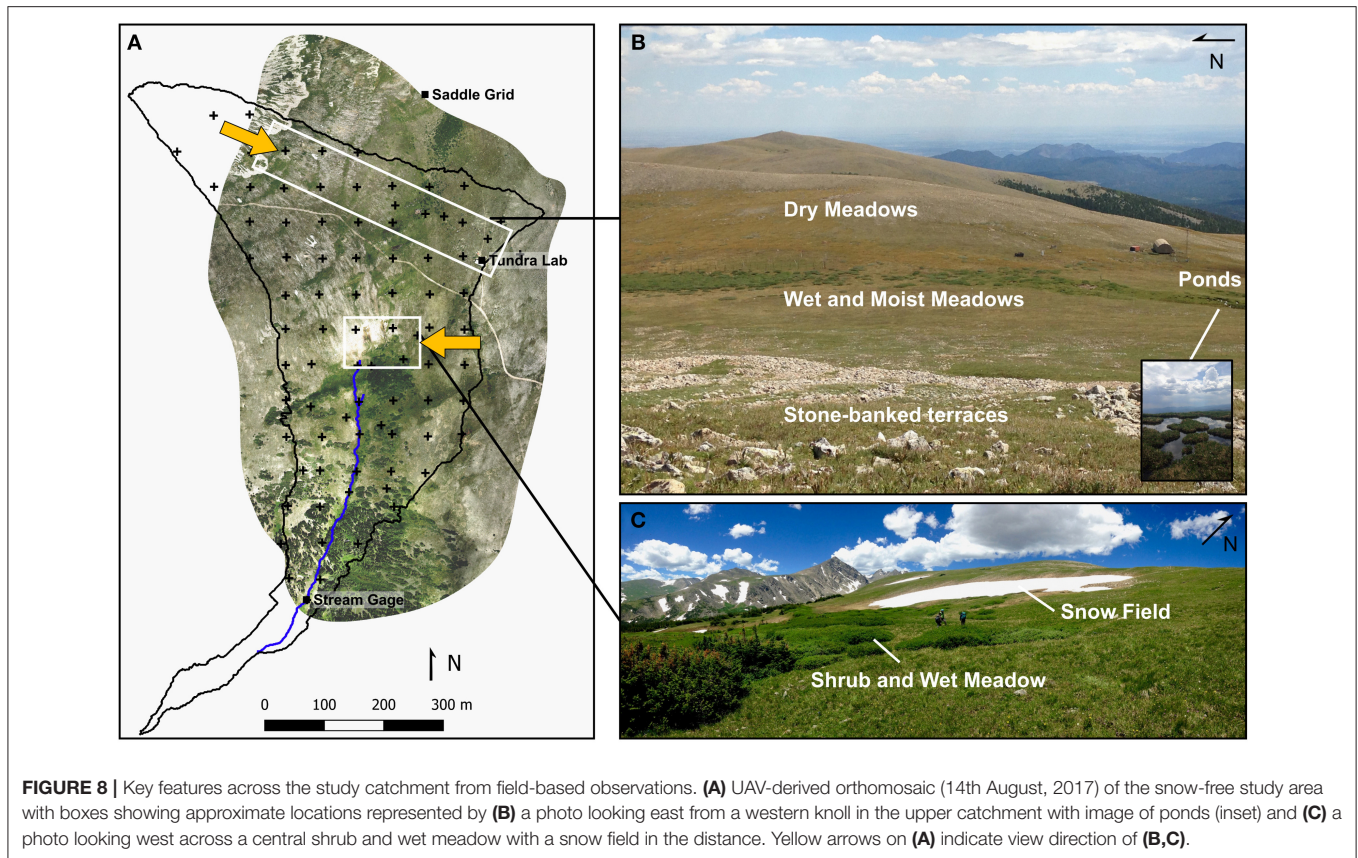 A
Saddle Grid
Tundra Lab
Stream Gage
N
0 100 200 300 m
B
N
Dry Meadows
Ponds
Wet and Moist Meadows
Stone-banked terraces
C
N
Snow Field
Shrub and Wet Meadow
FIGURE 8 | Key features across the study catchment from field-based observations. (A) UAV-derived orthomosaic (14th August, 2017) of the snow-free study area
with boxes showing approximate locations represented by (B) a photo looking east from a western knoll in the upper catchment with image of ponds (inset) and (C) a
photo looking west across a central shrub and wet meadow with a snow field in the distance. Yellow arrows on (A) indicate view direction of (B,C).